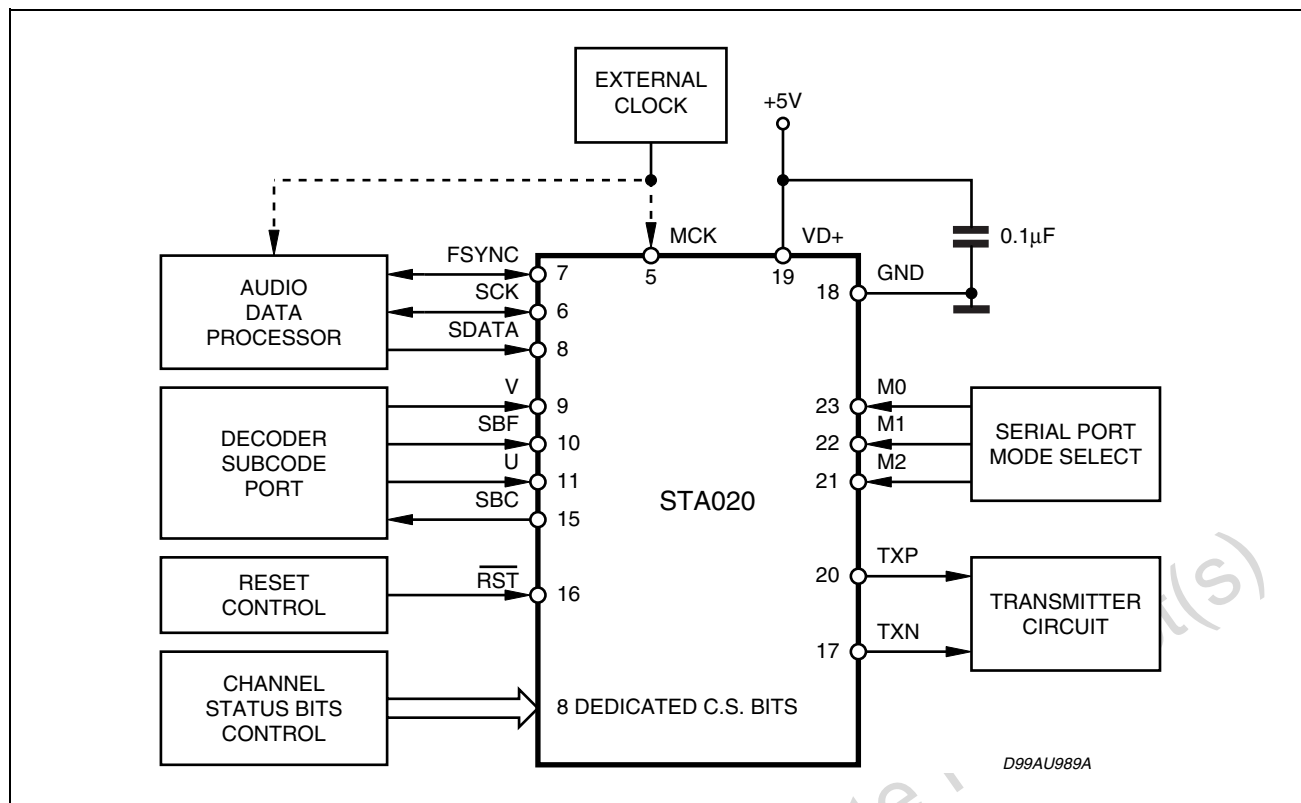 EXTERNAL
CLOCK
+5V
MCK
VD+
0.1µF
5
19
GND
18
AUDIO
DATA
PROCESSOR
FSYNC
7
SCK
6
SDATA
8
DECODER
SUBCODE
PORT
V
9
SBF
10
U
11
SBC
15
RESET
CONTROL
RST
16
CHANNEL
STATUS BITS
CONTROL
8 DEDICATED C.S. BITS
STA020
M0
23
M1
22
M2
21
SERIAL PORT
MODE SELECT
TXP
20
TXN
17
TRANSMITTER
CIRCUIT
D99AU989A